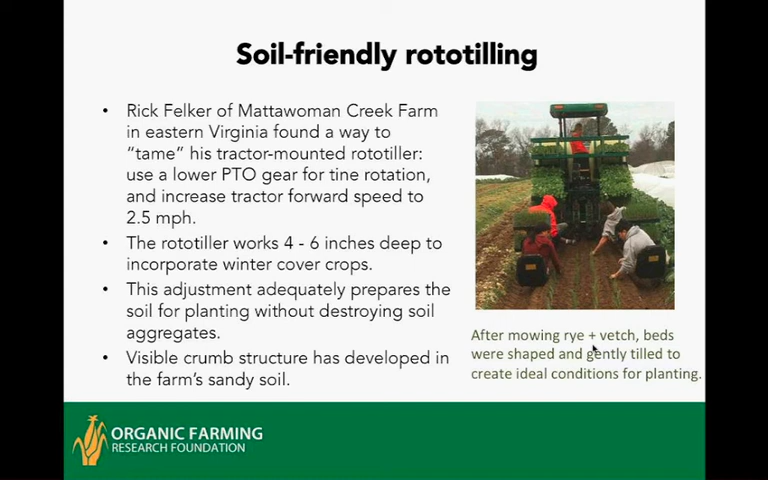 Soil-friendly rototilling
• Rick Felker of Mattawoman Creek Farm
in eastern Virginia found a way to
“tame” his tractor-mounted rototiller:
use a lower PTO gear for tine rotation,
and increase tractor forward speed to
2.5 mph.
• The rototiller works 4 - 6 inches deep to
incorporate winter cover crops.
• This adjustment adequately prepares the
soil for planting without destroying soil
aggregates.
• Visible crumb structure has developed in
the farm’s sandy soil.
After mowing rye + vetch, beds
were shaped and gently tilled to
create ideal conditions for planting.
ORGANIC FARMING
RESEARCH FOUNDATION